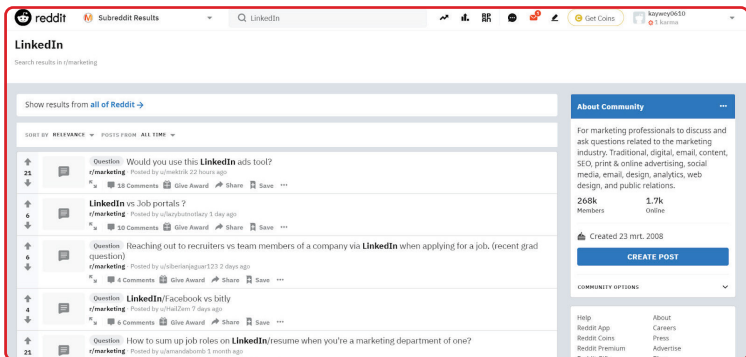 reddit
Subreddit Results
LinkedIn
Get Coins
kaywey0610
1 karma
LinkedIn
Search results in r/marketing
Show results from all of Reddit →
SORT BY RELEVANCE POSTS FROM ALL TIME
21
Question Would you use this LinkedIn ads tool?
r/marketing · Posted by u/mektrik 22 hours ago
18 Comments Give Award Share Save ...
6
LinkedIn vs Job portals ?
r/marketing · Posted by u/lazybutnotlazy 1 day ago
10 Comments Give Award Share Save ...
6
Question Reaching out to recruiters vs team members of a company via LinkedIn when applying for a job. (recent grad
question)
r/marketing · Posted by u/siberianjaguar123 2 days ago
4 Comments Give Award Share Save ...
4
Question LinkedIn/Facebook vs bitly
r/marketing · Posted by u/HailZem 7 days ago
6 Comments Give Award Share Save ...
21
Question How to sum up job roles on LinkedIn/resume when you're a marketing department of one?
r/marketing · Posted by u/amandabomb 1 month ago
About Community
...
For marketing professionals to discuss and
ask questions related to the marketing
industry. Traditional, digital, email, content,
SEO, print & online advertising, social
media, email, design, analytics, web
design, and public relations.
268k 1.7k
Members Online
Created 23 mrt. 2008
CREATE POST
COMMUNITY OPTIONS
Help About
Reddit App Careers
Reddit Coins Press
Reddit Premium Advertise